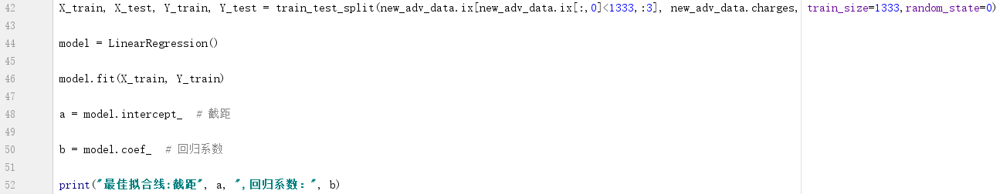 42 X_train, X_test, Y_train, Y_test = train_test_split(new_adv_data.ix[new_adv_data.ix[:,0]<1333,:3], new_adv_data.charges, train_size=1333,random_state=0)
43
44 model = LinearRegression()
45
46 model.fit(X_train, Y_train)
47
48 a = model.intercept_  # 截距
49
50 b = model.coef_  # 回归系数
51
52 print("最佳拟合线:截距", a, ",回归系数：", b)